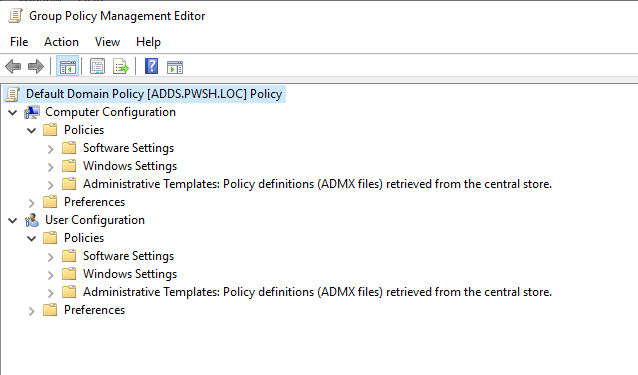 Group Policy Management Editor
File Action View Help
Default Domain Policy [ADDS.PWSH.LOC] Policy
Computer Configuration
Policies
Software Settings
Windows Settings
Administrative Templates: Policy definitions (ADMX files) retrieved from the central store.
Preferences
User Configuration
Policies
Software Settings
Windows Settings
Administrative Templates: Policy definitions (ADMX files) retrieved from the central store.
Preferences